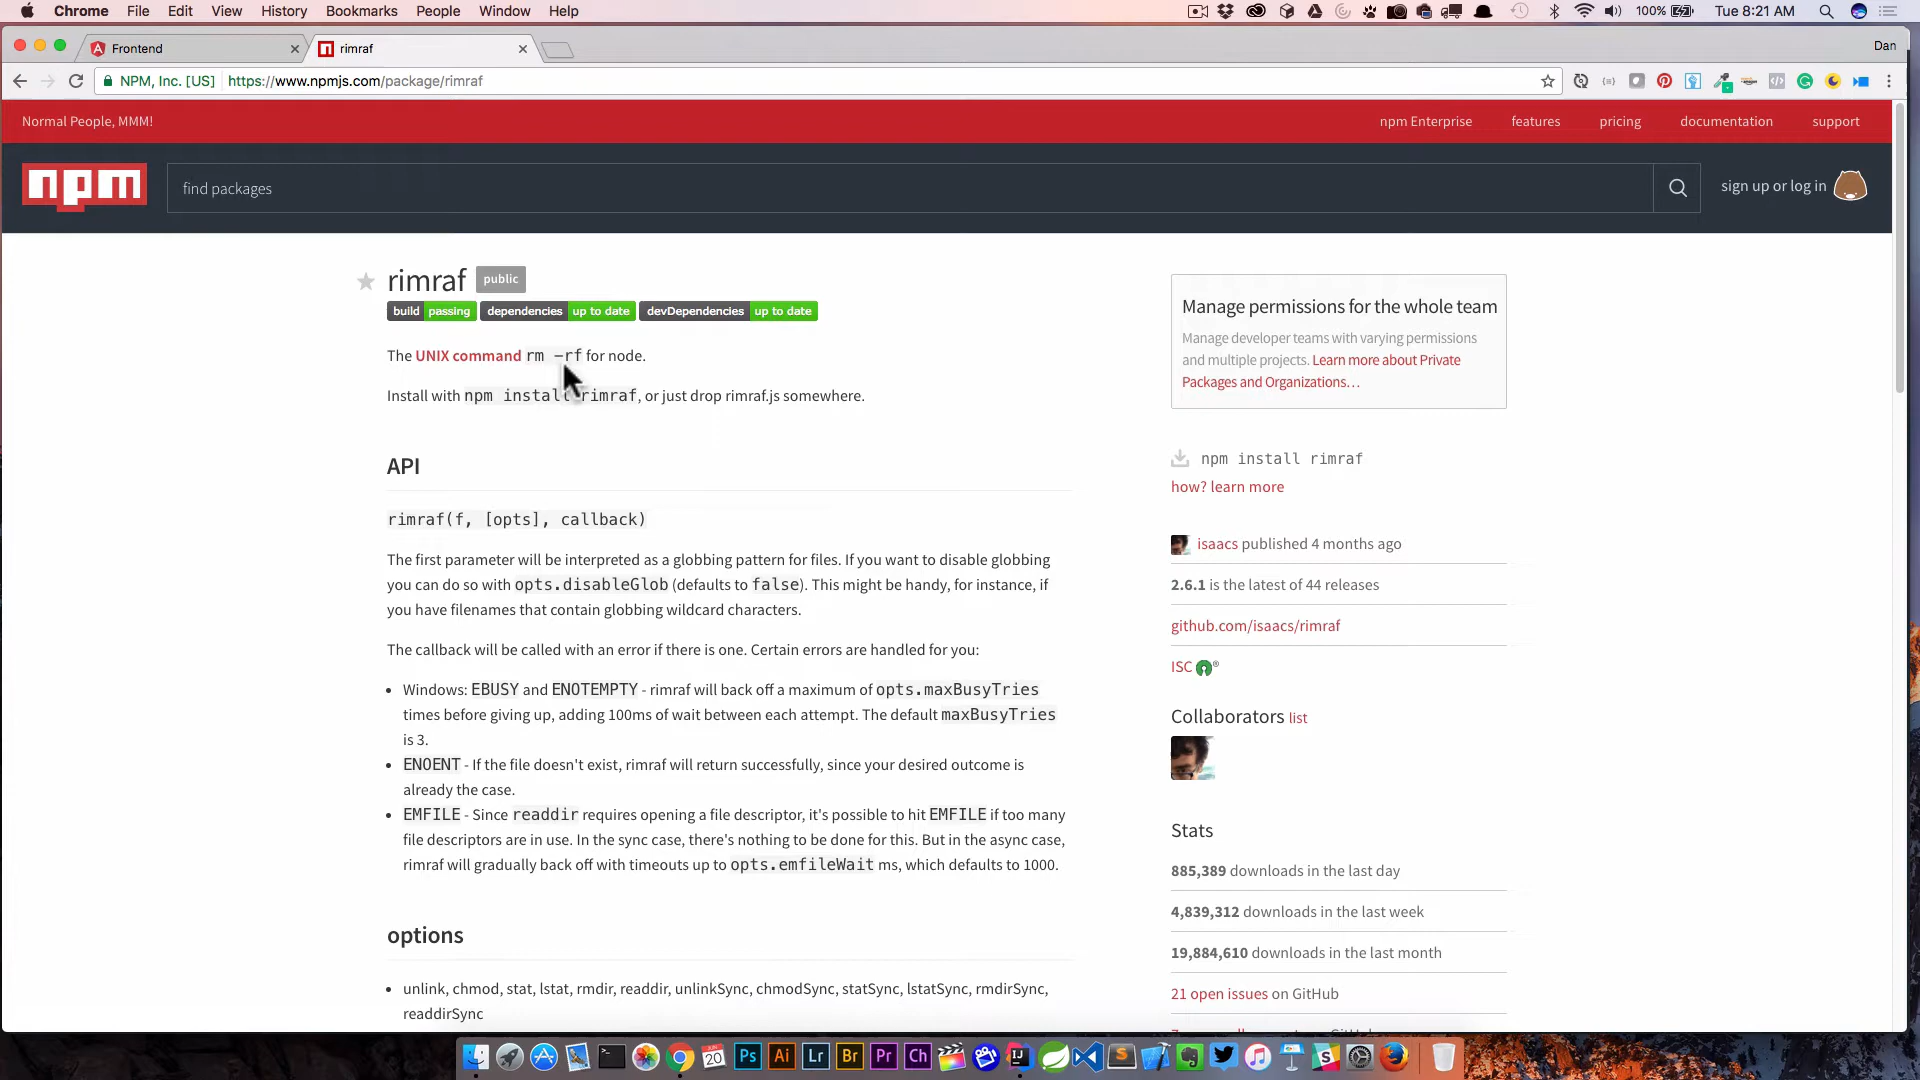 Chrome File Edit View History Bookmarks People Window Help 100% Tue 8:21 AM
Frontend rimraf Dan
NPM, Inc. [US] https://www.npmjs.com/package/rimraf
Normal People, MMM! npm Enterprise features pricing documentation support
npm find packages sign up or log in
rimraf public
build passing dependencies up to date devDependencies up to date
The UNIX command rm -rf for node.
Install with npm install rimraf, or just drop rimraf.js somewhere.
API
rimraf(f, [opts], callback)
The first parameter will be interpreted as a globbing pattern for files. If you want to disable globbing
you can do so with opts.disableGlob (defaults to false). This might be handy, for instance, if
you have filenames that contain globbing wildcard characters.
The callback will be called with an error if there is one. Certain errors are handled for you:
• Windows: EBUSY and ENOTEMPTY - rimraf will back off a maximum of opts.maxBusyTries
times before giving up, adding 100ms of wait between each attempt. The default maxBusyTries
is 3.
• ENOENT - If the file doesn't exist, rimraf will return successfully, since your desired outcome is
already the case.
• EMFILE - Since readdir requires opening a file descriptor, it's possible to hit EMFILE if too many
file descriptors are in use. In the sync case, there's nothing to be done for this. But in the async case,
rimraf will gradually back off with timeouts up to opts.emfileWait ms, which defaults to 1000.
options
• unlink, chmod, stat, lstat, rmdir, readdir, unlinkSync, chmodSync, statSync, lstatSync, rmdirSync,
readdirSync
Manage permissions for the whole team
Manage developer teams with varying permissions
and multiple projects. Learn more about Private
Packages and Organizations…
npm install rimraf
how? learn more
isaacs published 4 months ago
2.6.1 is the latest of 44 releases
github.com/isaacs/rimraf
ISC
Collaborators list
Stats
885,389 downloads in the last day
4,839,312 downloads in the last week
19,884,610 downloads in the last month
21 open issues on GitHub
JUN 20 Ps Ai Lr Br Pr Ch IJ S